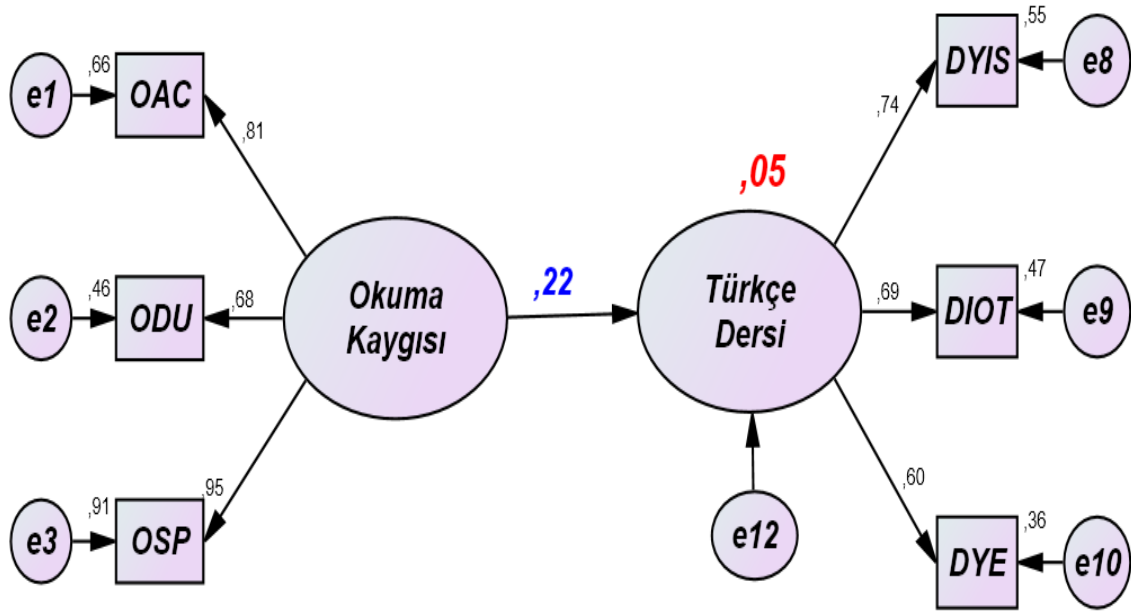 ,66
e1
OAC
,81
,46
e2
ODU
,68
,91
e3
OSP
,95
Okuma
Kaygısı
,22
,05
Türkçe
Dersi
e12
,55
DYIS
e8
,74
,47
DIOT
e9
,69
,60
,36
DYE
e10